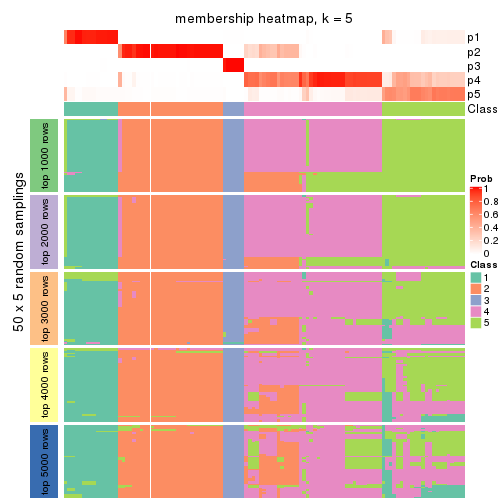 membership heatmap, k = 5
p1
p2
p3
p4
p5
Class
50 x 5 random samplings
top 1000 rows
top 2000 rows
top 3000 rows
top 4000 rows
top 5000 rows
Prob
1
0.8
0.6
0.4
0.2
0
Class
1
2
3
4
5